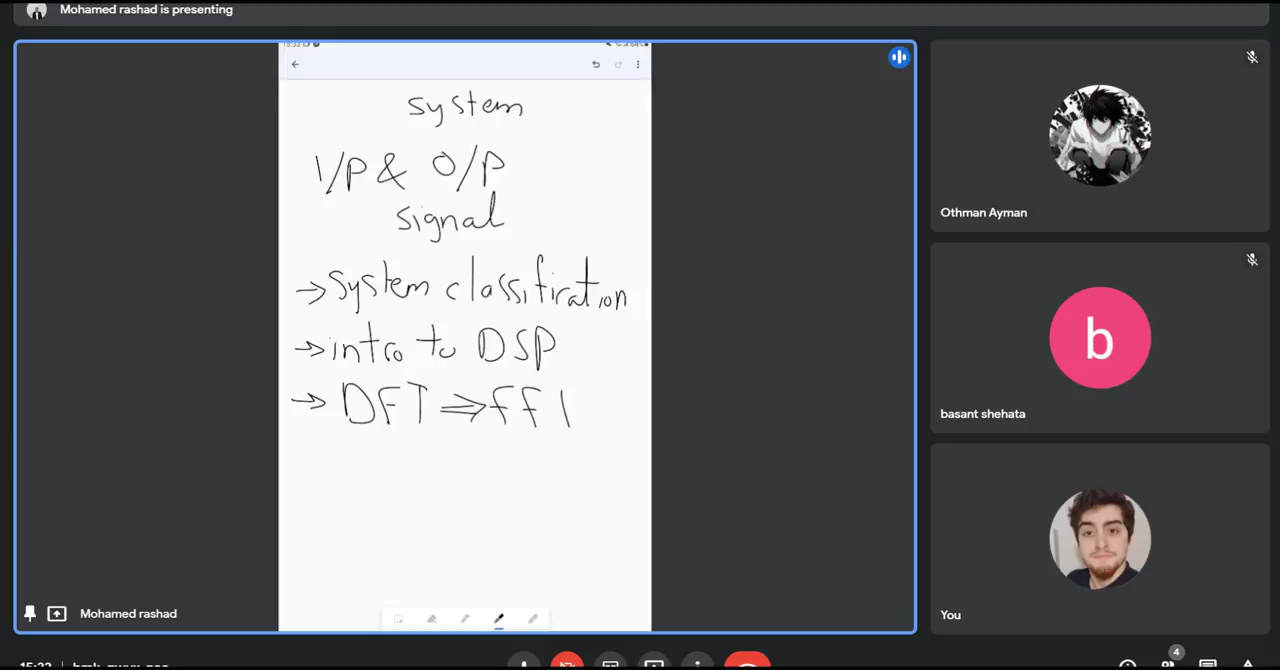 Mohamed rashad is presenting
system
I/P & O/P
signal
→ system classification
→ intro to DSP
→ DFT ⇒ FFT
Othman Ayman
b
basant shehata
You
Mohamed rashad
4